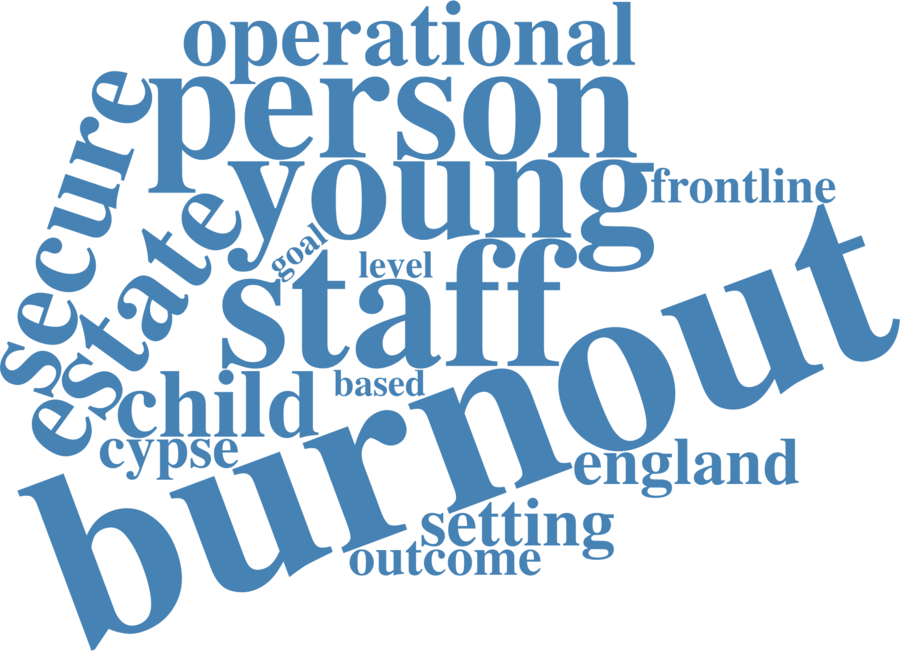 operational
person
secure
young
frontline
estate
goal
level
staff
burnout
based
child
cypse
england
setting
outcome